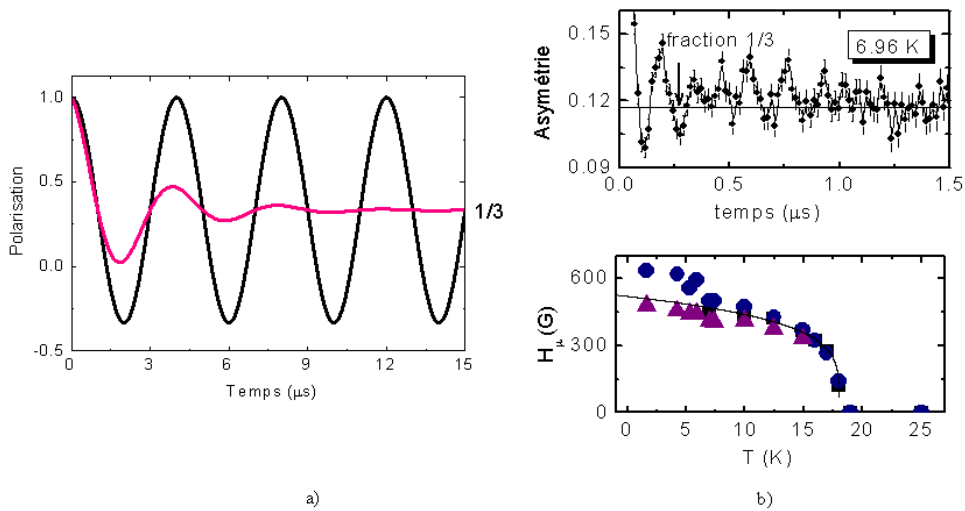 1.0
0.5
0.0
-0.5
Polarisation
0 3 6 9 12 15
Temps (μs)
1/3
a)
0.15
0.12
0.09
Asymétrie
fraction 1/3
6.96 K
0.0 0.5 1.0 1.5
temps (μs)
600
300
0
Hμ (G)
0 5 10 15 20 25
T (K)
b)